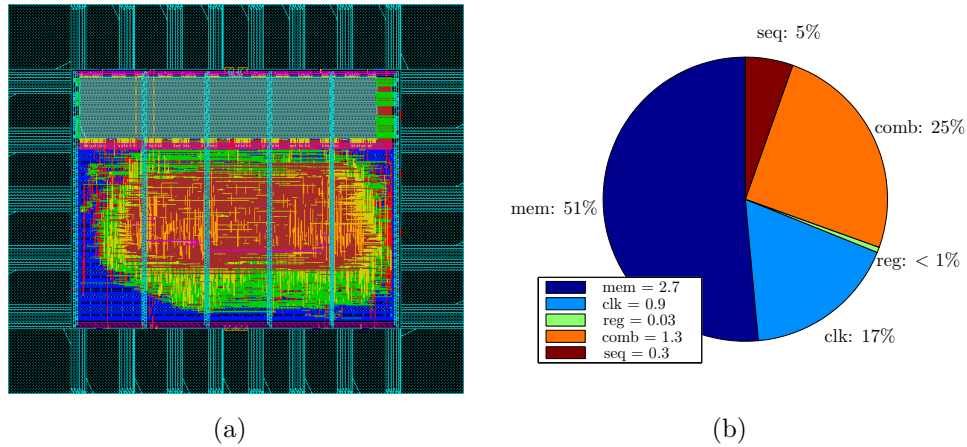 seq: 5%
comb: 25%
mem: 51%
reg: < 1%
clk: 17%
mem = 2.7
clk = 0.9
reg = 0.03
comb = 1.3
seq = 0.3
(a)
(b)